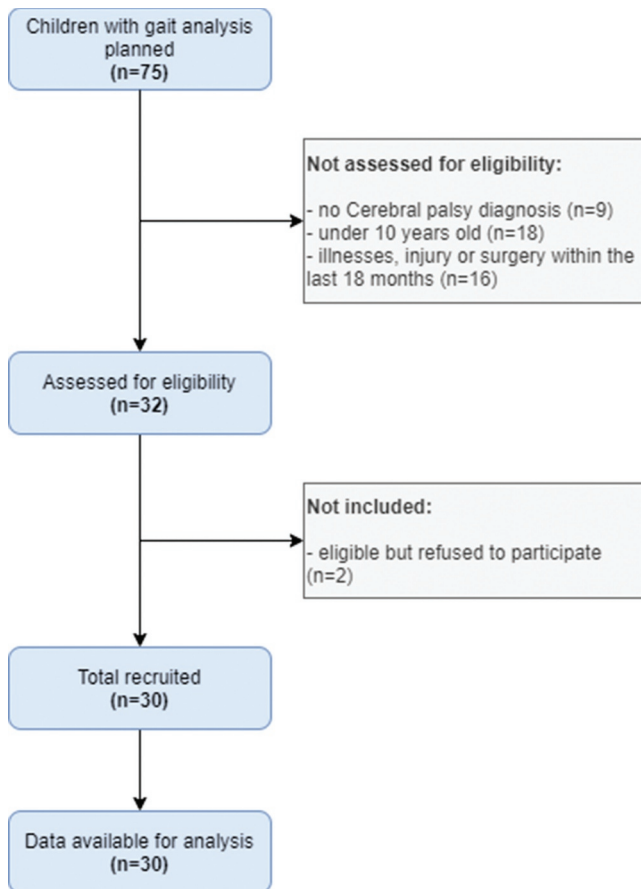 Children with gait analysis
planned
(n=75)
Not assessed for eligibility:
- no Cerebral palsy diagnosis (n=9)
- under 10 years old (n=18)
- illnesses, injury or surgery within the
last 18 months (n=16)
Assessed for eligibility
(n=32)
Not included:
- eligible but refused to participate
(n=2)
Total recruited
(n=30)
Data available for analysis
(n=30)